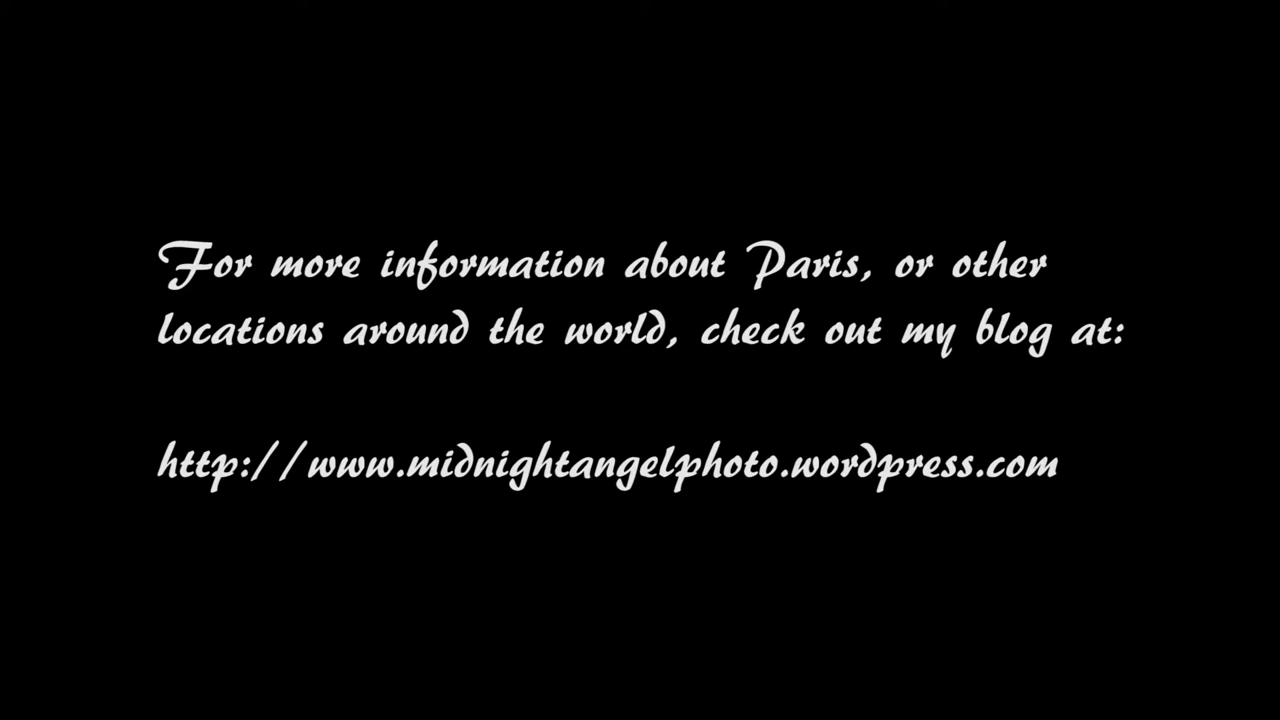 For more information about Paris, or other
locations around the world, check out my blog at:
http://www.midnightangelphoto.wordpress.com